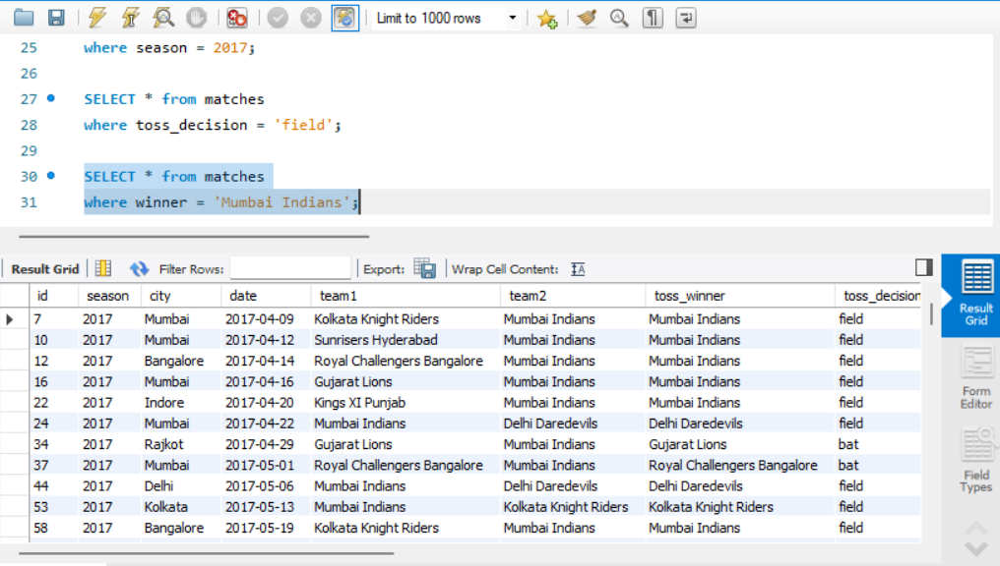 Limit to 1000 rows
25 where season = 2017;
26
27 SELECT * from matches
28 where toss_decision = 'field';
29
30 SELECT * from matches
31 where winner = 'Mumbai Indians';
Result Grid Filter Rows: Export: Wrap Cell Content: IA
id season city date team1 team2 toss_winner toss_decision
7 2017 Mumbai 2017-04-09 Kolkata Knight Riders Mumbai Indians Mumbai Indians field
10 2017 Mumbai 2017-04-12 Sunrisers Hyderabad Mumbai Indians Mumbai Indians field
12 2017 Bangalore 2017-04-14 Royal Challengers Bangalore Mumbai Indians Mumbai Indians field
16 2017 Mumbai 2017-04-16 Gujarat Lions Mumbai Indians Mumbai Indians field
22 2017 Indore 2017-04-20 Kings XI Punjab Mumbai Indians Mumbai Indians field
24 2017 Mumbai 2017-04-22 Mumbai Indians Delhi Daredevils Delhi Daredevils field
34 2017 Rajkot 2017-04-29 Gujarat Lions Mumbai Indians Gujarat Lions bat
37 2017 Mumbai 2017-05-01 Royal Challengers Bangalore Mumbai Indians Royal Challengers Bangalore bat
44 2017 Delhi 2017-05-06 Mumbai Indians Delhi Daredevils Delhi Daredevils field
53 2017 Kolkata 2017-05-13 Mumbai Indians Kolkata Knight Riders Kolkata Knight Riders field
58 2017 Bangalore 2017-05-19 Kolkata Knight Riders Mumbai Indians Mumbai Indians field
Result
Grid
Form
Editor
Field
Types